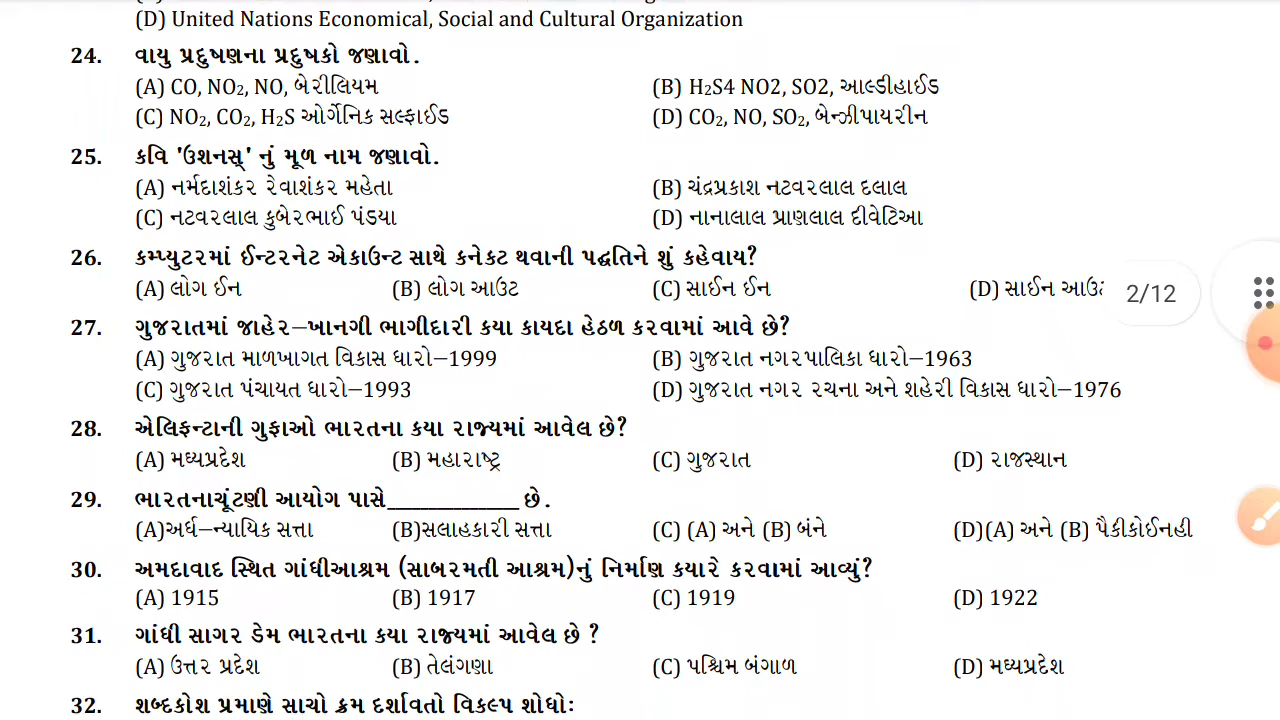 (D) United Nations Economical, Social and Cultural Organization
24. વાયુ પ્રદુષણના પ્રદુષકો જણાવો.
(A) CO, NO₂, NO, બેરીલિયમ (B) H₂S4 NO2, SO2, આલ્ડીહાઈડ
(C) NO₂, CO₂, H₂S ઓર્ગેનિક સલ્ફાઈડ (D) CO₂, NO, SO₂, બેન્ઝીપાયરીન
25. કવિ 'ઉશનસ્' નું મૂળ નામ જણાવો.
(A) નર્મદાશંકર રેવાશંકર મહેતા (B) ચંદ્રપ્રકાશ નટવરલાલ દલાલ
(C) નટવરલાલ કુબેરભાઈ પંડયા (D) નાનાલાલ પ્રાણલાલ દીવેટિઆ
26. કમ્પ્યુટરમાં ઈન્ટરનેટ એકાઉન્ટ સાથે કનેકટ થવાની પદ્ધતિને શું કહેવાય?
(A) લોગ ઈન (B) લોગ આઉટ (C) સાઈન ઈન (D) સાઈન 2/12
27. ગુજરાતમાં જાહેર–ખાનગી ભાગીદારી કયા કાયદા હેઠળ કરવામાં આવે છે?
(A) ગુજરાત માળખાગત વિકાસ ધારો–1999 (B) ગુજરાત નગરપાલિકા ધારો–1963
(C) ગુજરાત પંચાયત ધારો–1993 (D) ગુજરાત નગર રચના અને શહેરી વિકાસ ધારો–1976
28. એલિફન્ટાની ગુફાઓ ભારતના કયા રાજ્યમાં આવેલ છે?
(A) મધ્યપ્રદેશ (B) મહારાષ્ટ્ર (C) ગુજરાત (D) રાજસ્થાન
29. ભારતનાચૂંટણી આયોગ પાસે____________ છે.
(A)અર્ધ–ન્યાયિક સત્તા (B)સલાહકારી સત્તા (C) (A) અને (B) બંને (D)(A) અને (B) પૈકીકોઈનહી
30. અમદાવાદ સ્થિત ગાંધીઆશ્રમ (સાબરમતી આશ્રમ)નું નિર્માણ કયારે કરવામાં આવ્યું?
(A) 1915 (B) 1917 (C) 1919 (D) 1922
31. ગાંધી સાગર ડેમ ભારતના કયા રાજ્યમાં આવેલ છે ?
(A) ઉત્તર પ્રદેશ (B) તેલંગણા (C) પશ્ચિમ બંગાળ (D) મધ્યપ્રદેશ
32. શબ્દકોશ પ્રમાણે સાચો ક્રમ દર્શાવતો વિકલ્પ શોધોઃ